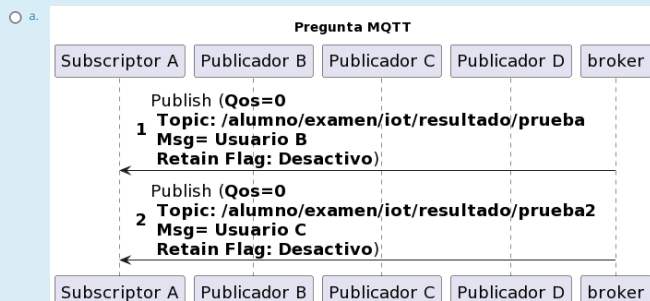 a.
Pregunta MQTT
Subscriptor A Publicador B Publicador C Publicador D broker
Publish (Qos=0
1 Topic: /alumno/examen/iot/resultado/prueba
Msg= Usuario B
Retain Flag: Desactivo)
Publish (Qos=0
2 Topic: /alumno/examen/iot/resultado/prueba2
Msg= Usuario C
Retain Flag: Desactivo)
Subscriptor A Publicador B Publicador C Publicador D broker